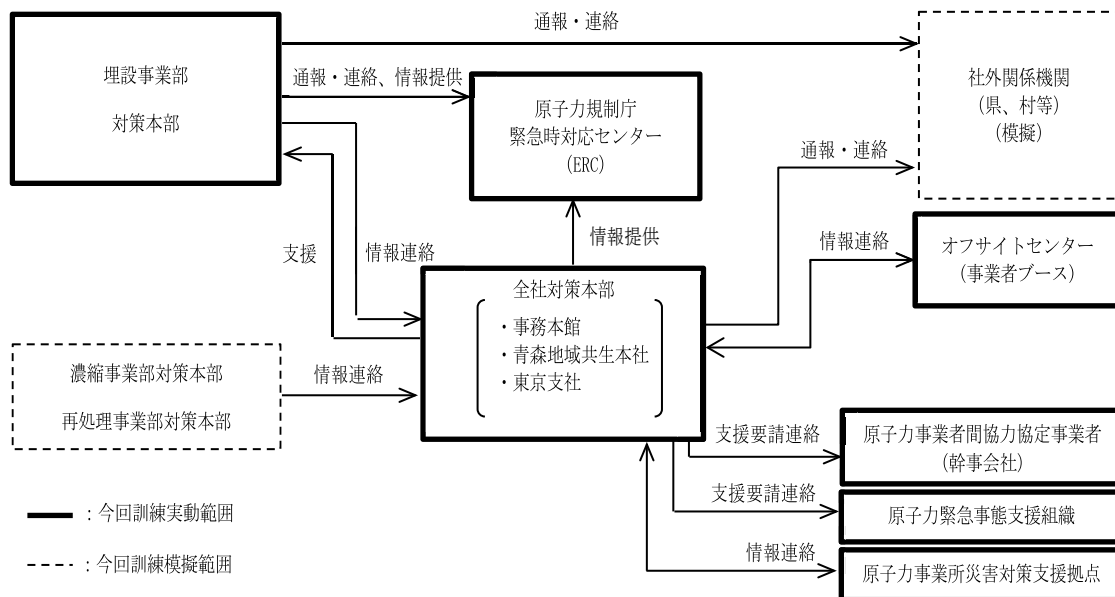 通報・連絡
埋設事業部
対策本部
通報・連絡、情報提供
原子力規制庁
緊急時対応センター
(ERC)
社外関係機関
(県、村等)
(模擬)
通報・連絡
支援
情報連絡
情報提供
情報連絡
オフサイトセンター
(事業者ブース)
全社対策本部
・事務本館
・青森地域共生本社
・東京支社
濃縮事業部対策本部
再処理事業部対策本部
情報連絡
支援要請連絡
原子力事業者間協力協定事業者
(幹事会社)
支援要請連絡
原子力緊急事態支援組織
情報連絡
原子力事業所災害対策支援拠点
：今回訓練実動範囲
：今回訓練模擬範囲